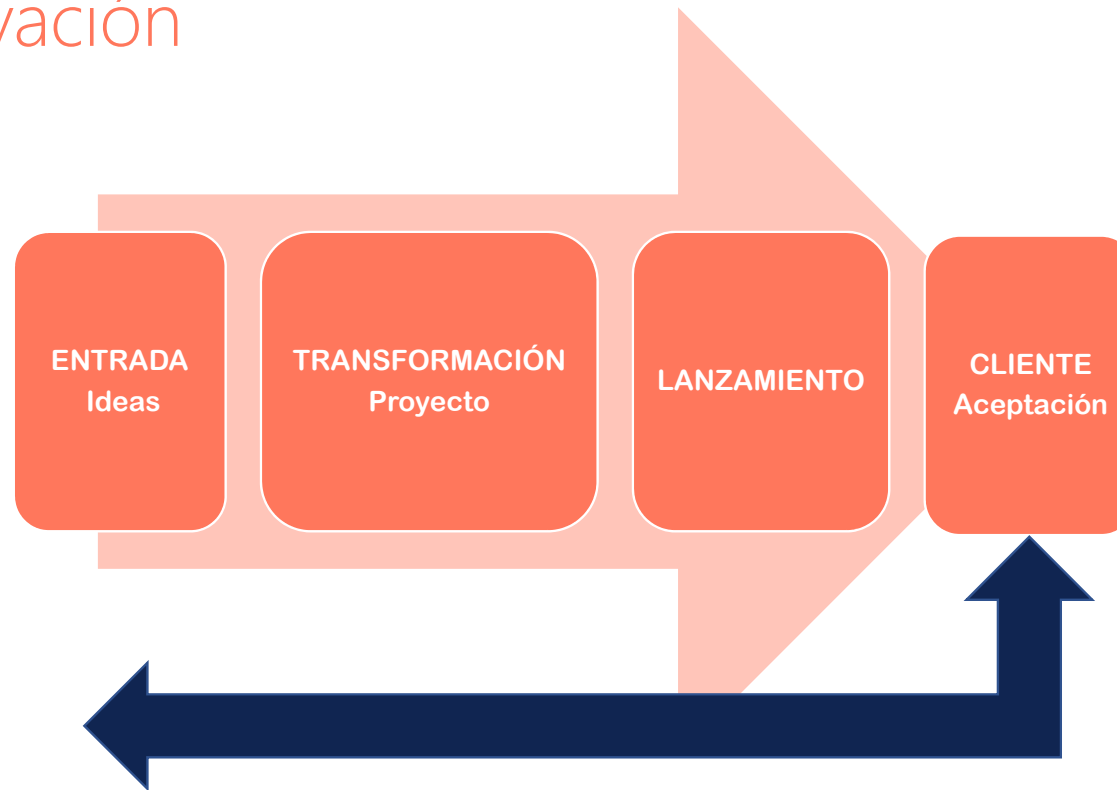 vación
ENTRADA
Ideas
TRANSFORMACIÓN
Proyecto
LANZAMIENTO
CLIENTE
Aceptación